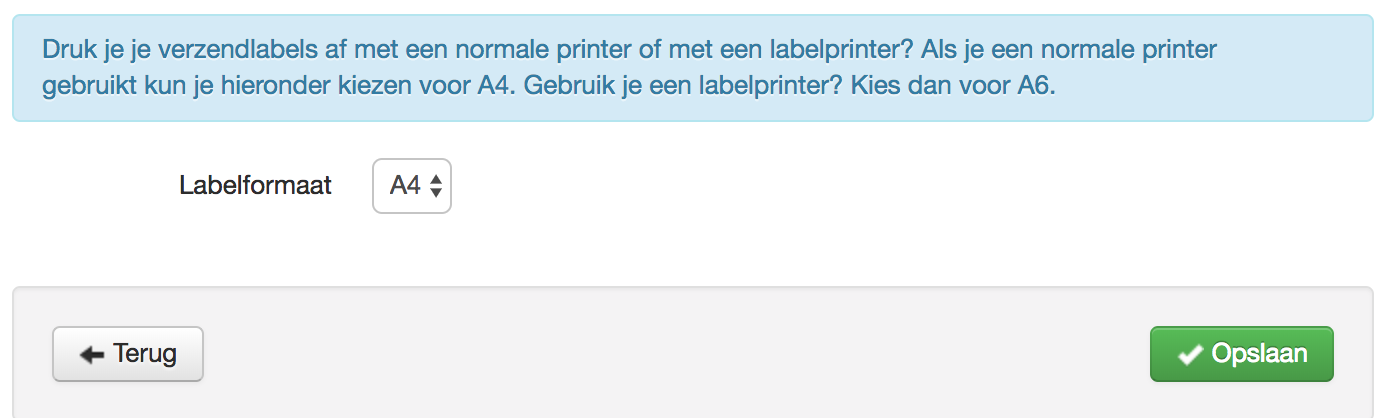 Druk je je verzendlabels af met een normale printer of met een labelprinter? Als je een normale printer
gebruikt kun je hieronder kiezen voor A4. Gebruik je een labelprinter? Kies dan voor A6.
Labelformaat A4
Terug Opslaan